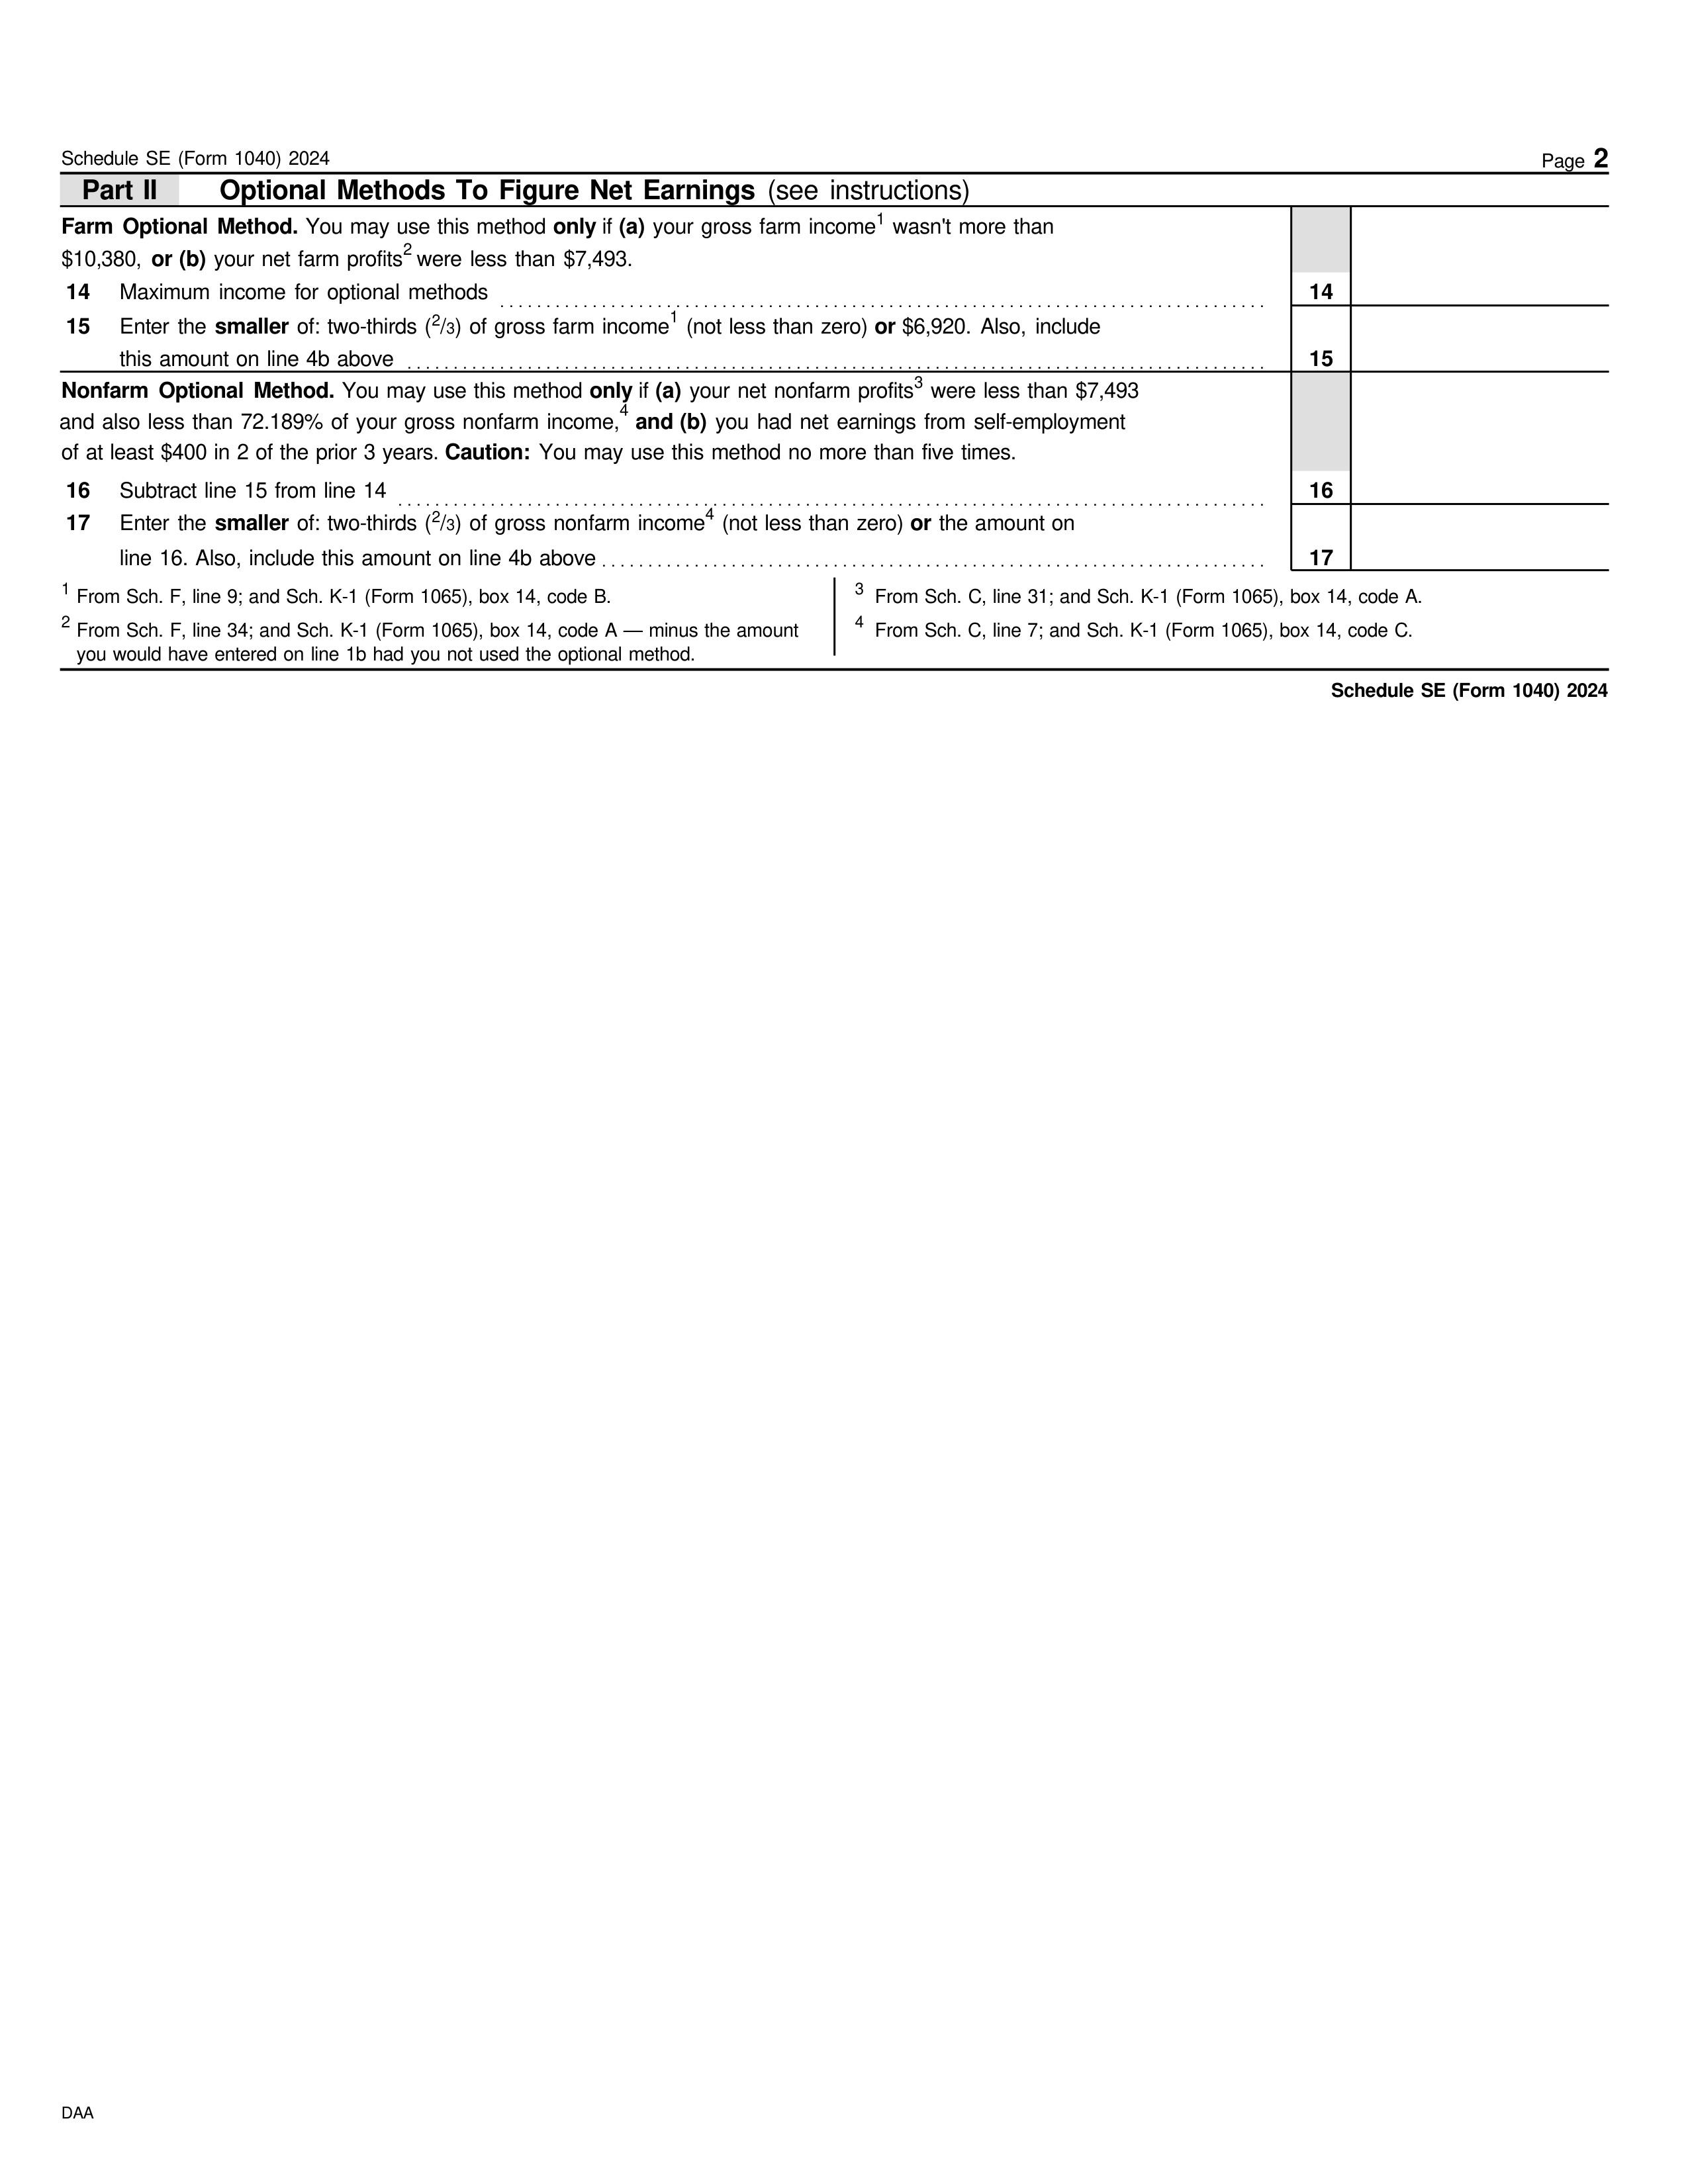 Schedule SE (Form 1040) 2024 Page 2
Part II Optional Methods To Figure Net Earnings (see instructions)
Farm Optional Method. You may use this method only if (a) your gross farm income¹ wasn't more than
$10,380, or (b) your net farm profits² were less than $7,493.
14 Maximum income for optional methods 14
15 Enter the smaller of: two-thirds (2/3) of gross farm income¹ (not less than zero) or $6,920. Also, include
this amount on line 4b above 15
Nonfarm Optional Method. You may use this method only if (a) your net nonfarm profits³ were less than $7,493
and also less than 72.189% of your gross nonfarm income,⁴ and (b) you had net earnings from self-employment
of at least $400 in 2 of the prior 3 years. Caution: You may use this method no more than five times.
16 Subtract line 15 from line 14 16
17 Enter the smaller of: two-thirds (2/3) of gross nonfarm income⁴ (not less than zero) or the amount on
line 16. Also, include this amount on line 4b above 17
¹ From Sch. F, line 9; and Sch. K-1 (Form 1065), box 14, code B.
² From Sch. F, line 34; and Sch. K-1 (Form 1065), box 14, code A — minus the amount
you would have entered on line 1b had you not used the optional method.
³ From Sch. C, line 31; and Sch. K-1 (Form 1065), box 14, code A.
⁴ From Sch. C, line 7; and Sch. K-1 (Form 1065), box 14, code C.
Schedule SE (Form 1040) 2024
DAA